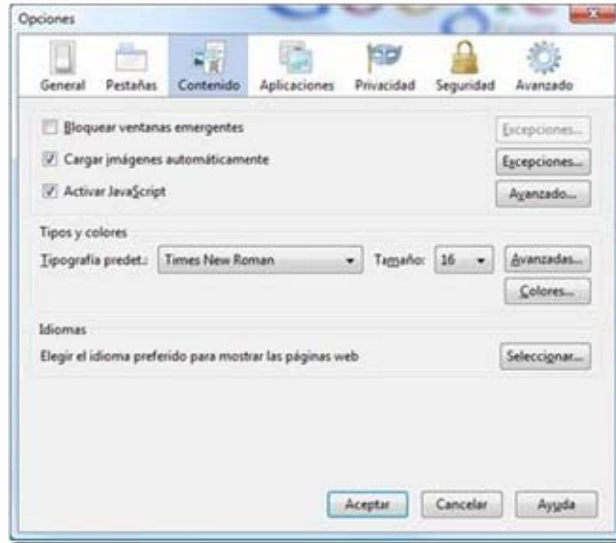 Opciones
General Pestañas Contenido Aplicaciones Privacidad Seguridad Avanzado
Bloquear ventanas emergentes Excepciones...
Cargar imágenes automáticamente Excepciones...
Activar JavaScript Avanzado...
Tipos y colores
Tipografía predet.: Times New Roman Tamaño: 16 Avanzadas...
Colores...
Idiomas
Elegir el idioma preferido para mostrar las páginas web Seleccionar...
Aceptar Cancelar Ayuda